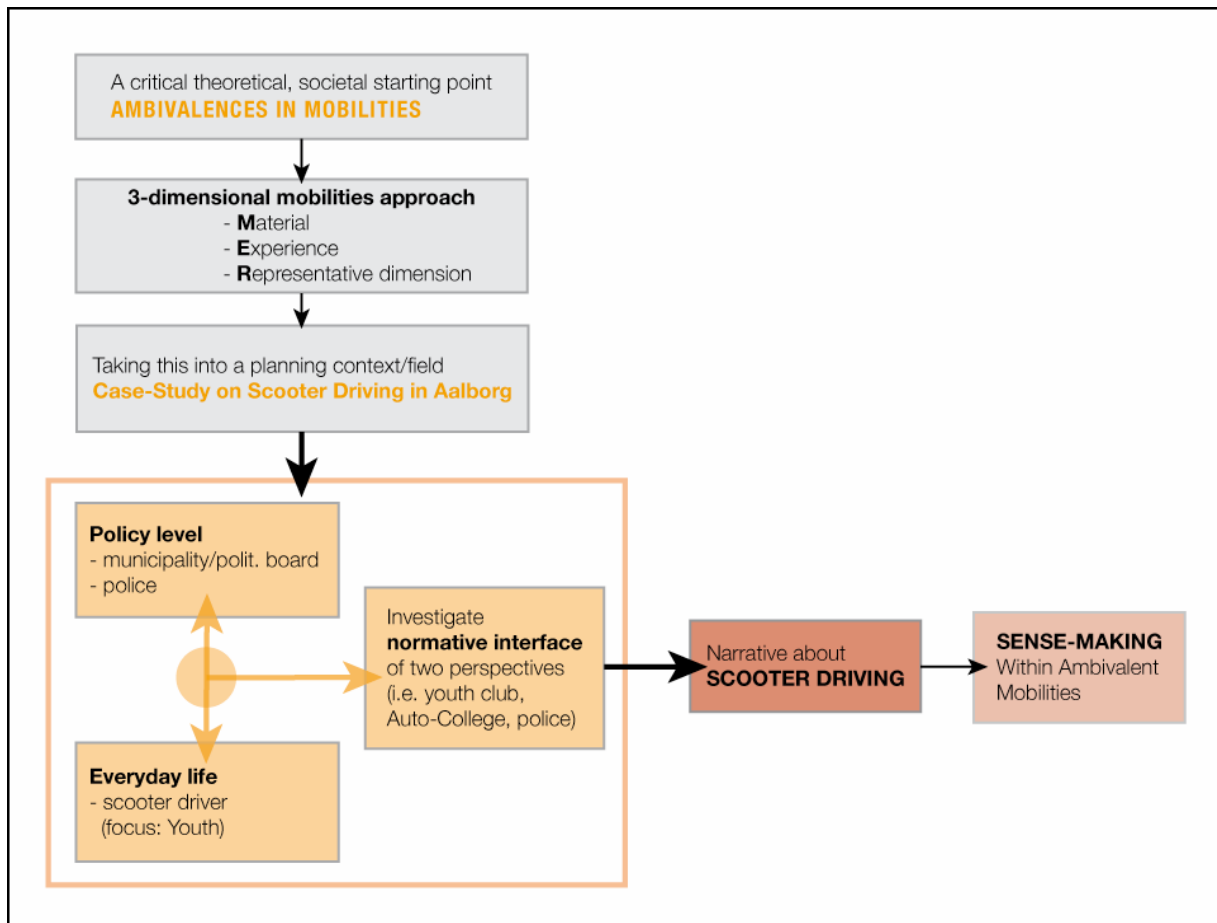 A critical theoretical, societal starting point
AMBIVALENCES IN MOBILITIES
3-dimensional mobilities approach
- Material
- Experience
- Representative dimension
Taking this into a planning context/field
Case-Study on Scooter Driving in Aalborg
Policy level
- municipality/polit. board
- police
Everyday life
- scooter driver
(focus: Youth)
Investigate
normative interface
of two perspectives
(i.e. youth club,
Auto-College, police)
Narrative about
SCOOTER DRIVING
SENSE-MAKING
Within Ambivalent
Mobilities